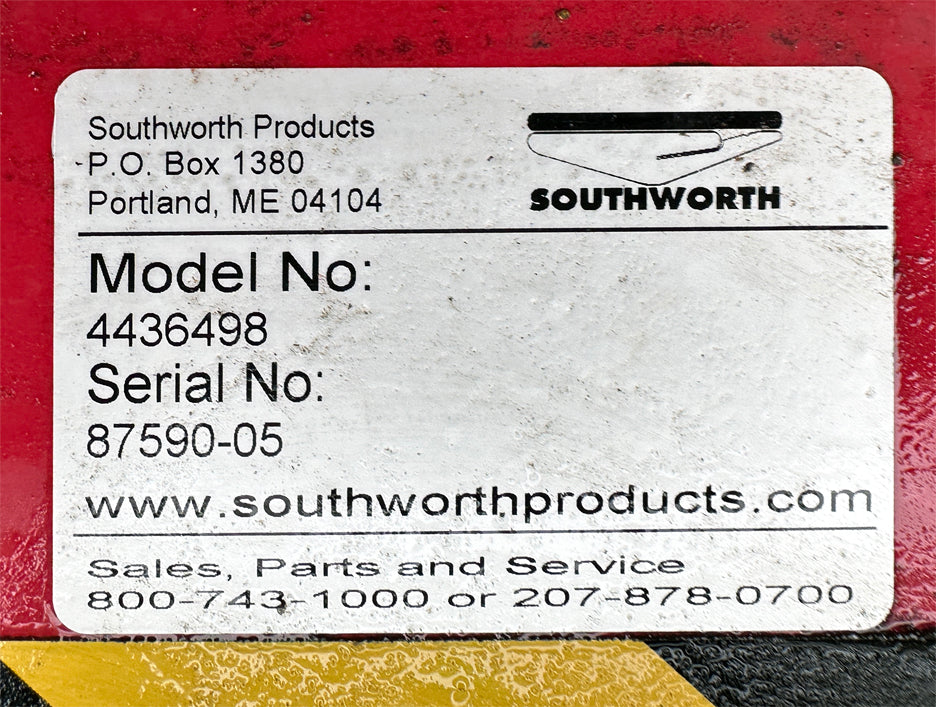 Southworth Products
P.O. Box 1380
Portland, ME 04104
SOUTHWORTH
Model No:
4436498
Serial No:
87590-05
www.southworthproducts.com
Sales, Parts and Service
800-743-1000 or 207-878-0700